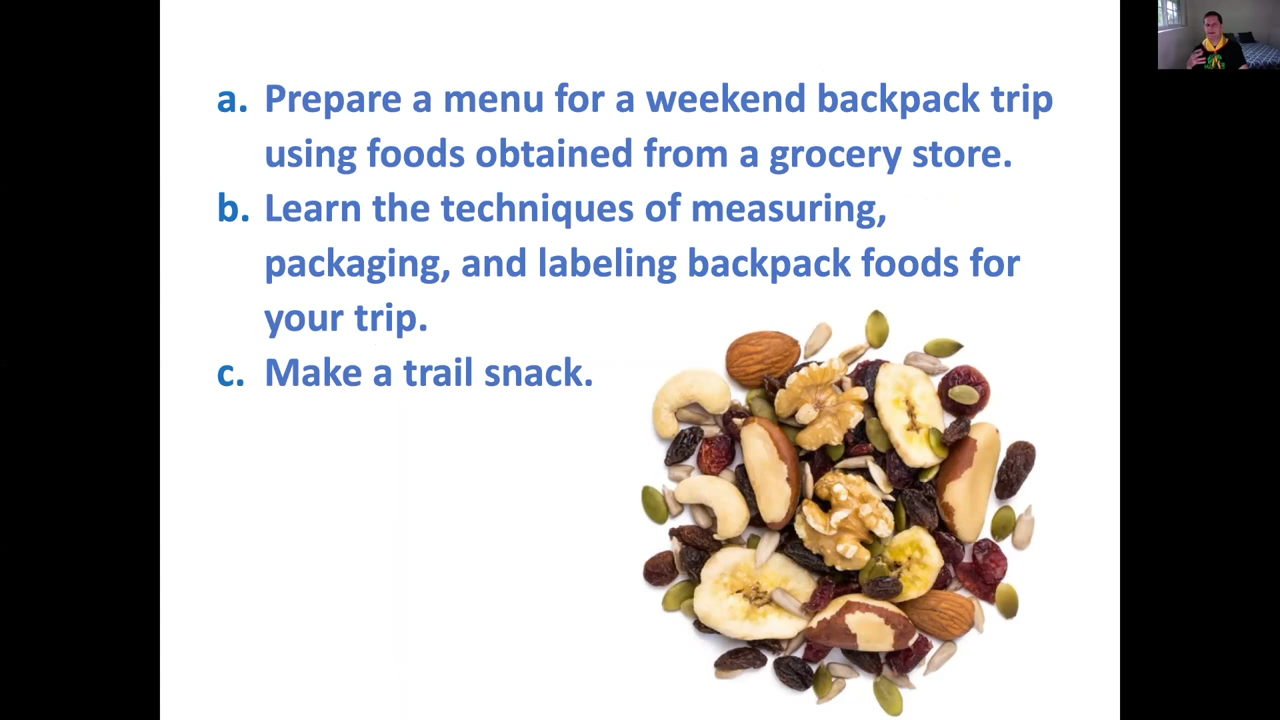 a. Prepare a menu for a weekend backpack trip
using foods obtained from a grocery store.
b. Learn the techniques of measuring,
packaging, and labeling backpack foods for
your trip.
c. Make a trail snack.